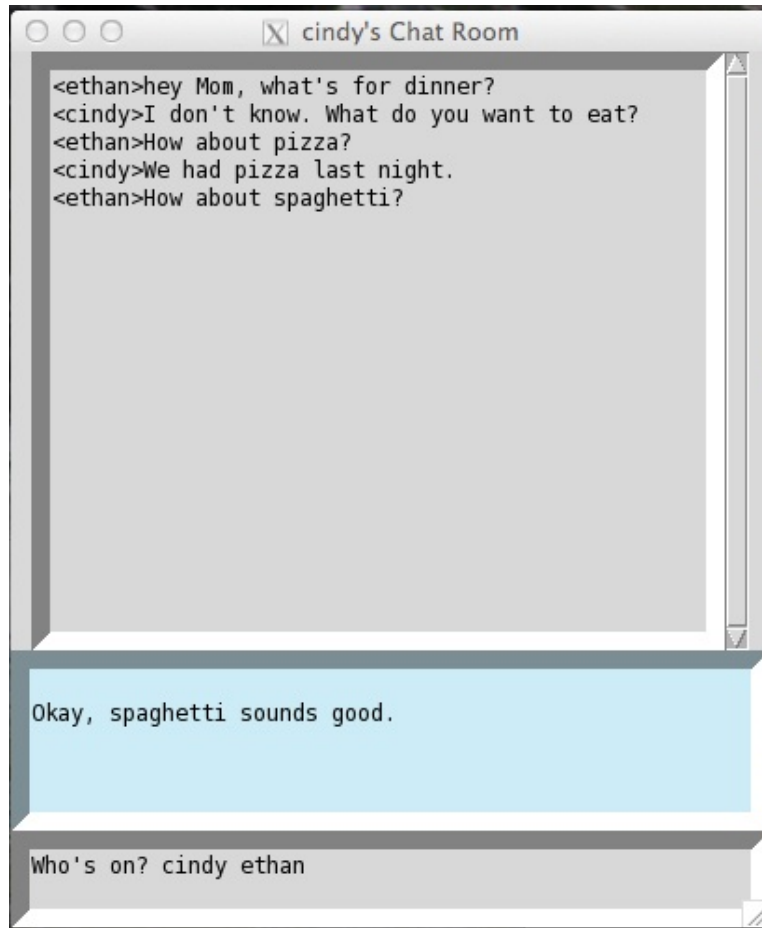 cindy's Chat Room
<ethan>hey Mom, what's for dinner?
<cindy>I don't know. What do you want to eat?
<ethan>How about pizza?
<cindy>We had pizza last night.
<ethan>How about spaghetti?
Okay, spaghetti sounds good.
Who's on? cindy ethan